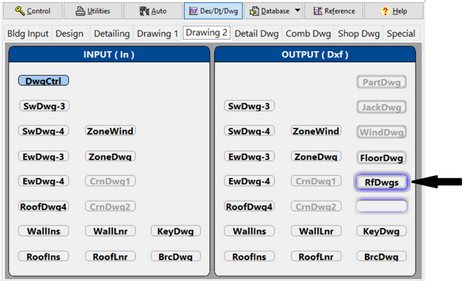 Control Utilities Auto Des/Dt/Dwg Database Reference ? Help
Bldg Input Design Detailing Drawing 1 Drawing 2 Detail Dwg Comb Dwg Shop Dwg Special
INPUT ( In ) OUTPUT ( Dxf )
DwgCtrl PartDwg
SwDwg-3 SwDwg-3 JackDwg
SwDwg-4 ZoneWind SwDwg-4 ZoneWind WindDwg
EwDwg-3 ZoneDwg EwDwg-3 ZoneDwg FloorDwg
EwDwg-4 CrnDwg1 EwDwg-4 CrnDwg1 RfDwgs
RoofDwg4 CrnDwg2 RoofDwg4 CrnDwg2
WallIns WallLnr KeyDwg WallIns WallLnr KeyDwg
RoofIns RoofLnr BrcDwg RoofIns RoofLnr BrcDwg